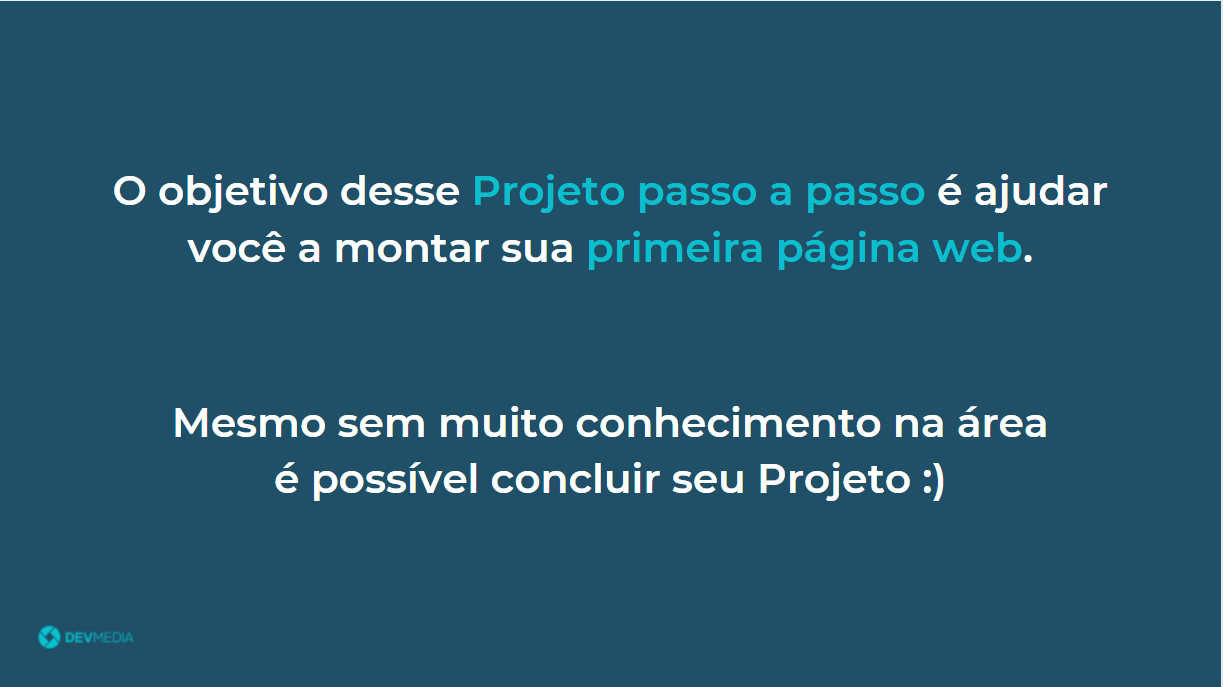 O objetivo desse Projeto passo a passo é ajudar
você a montar sua primeira página web.
Mesmo sem muito conhecimento na área
é possível concluir seu Projeto :)
DEVMEDIA